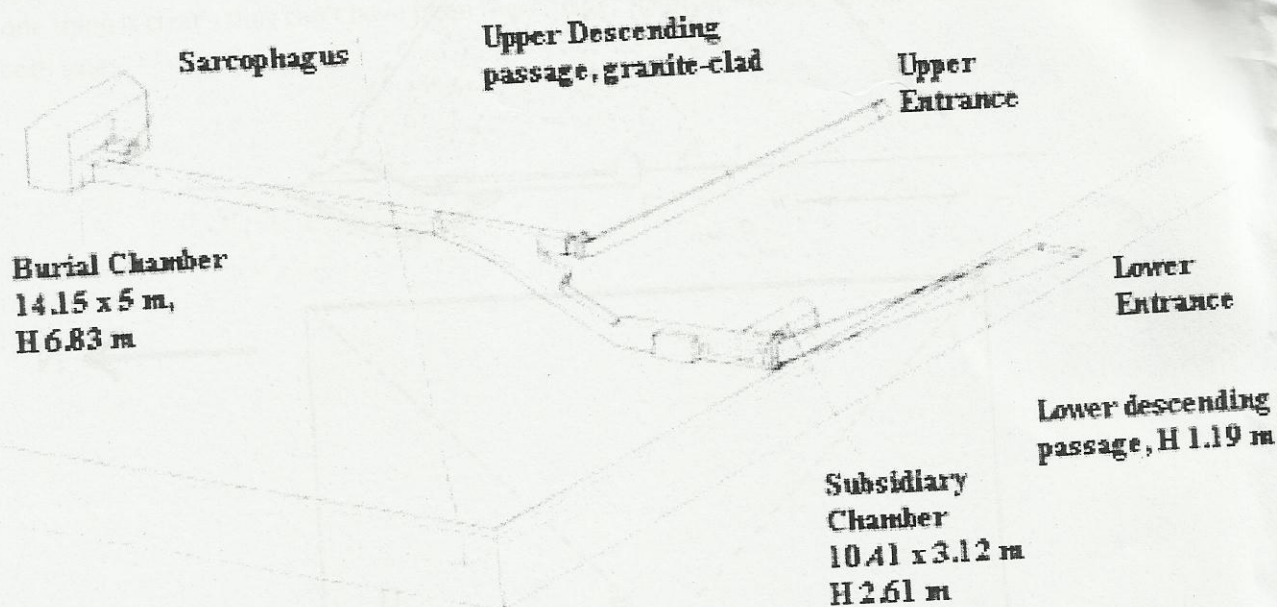 Sarcophagus
Upper Descending
passage, granite-clad
Upper
Entrance
Burial Chamber
14.15 x 5 m,
H 6.83 m
Lower
Entrance
Lower descending
passage, H 1.19 m
Subsidiary
Chamber
10.41 x 3.12 m
H 2.61 m